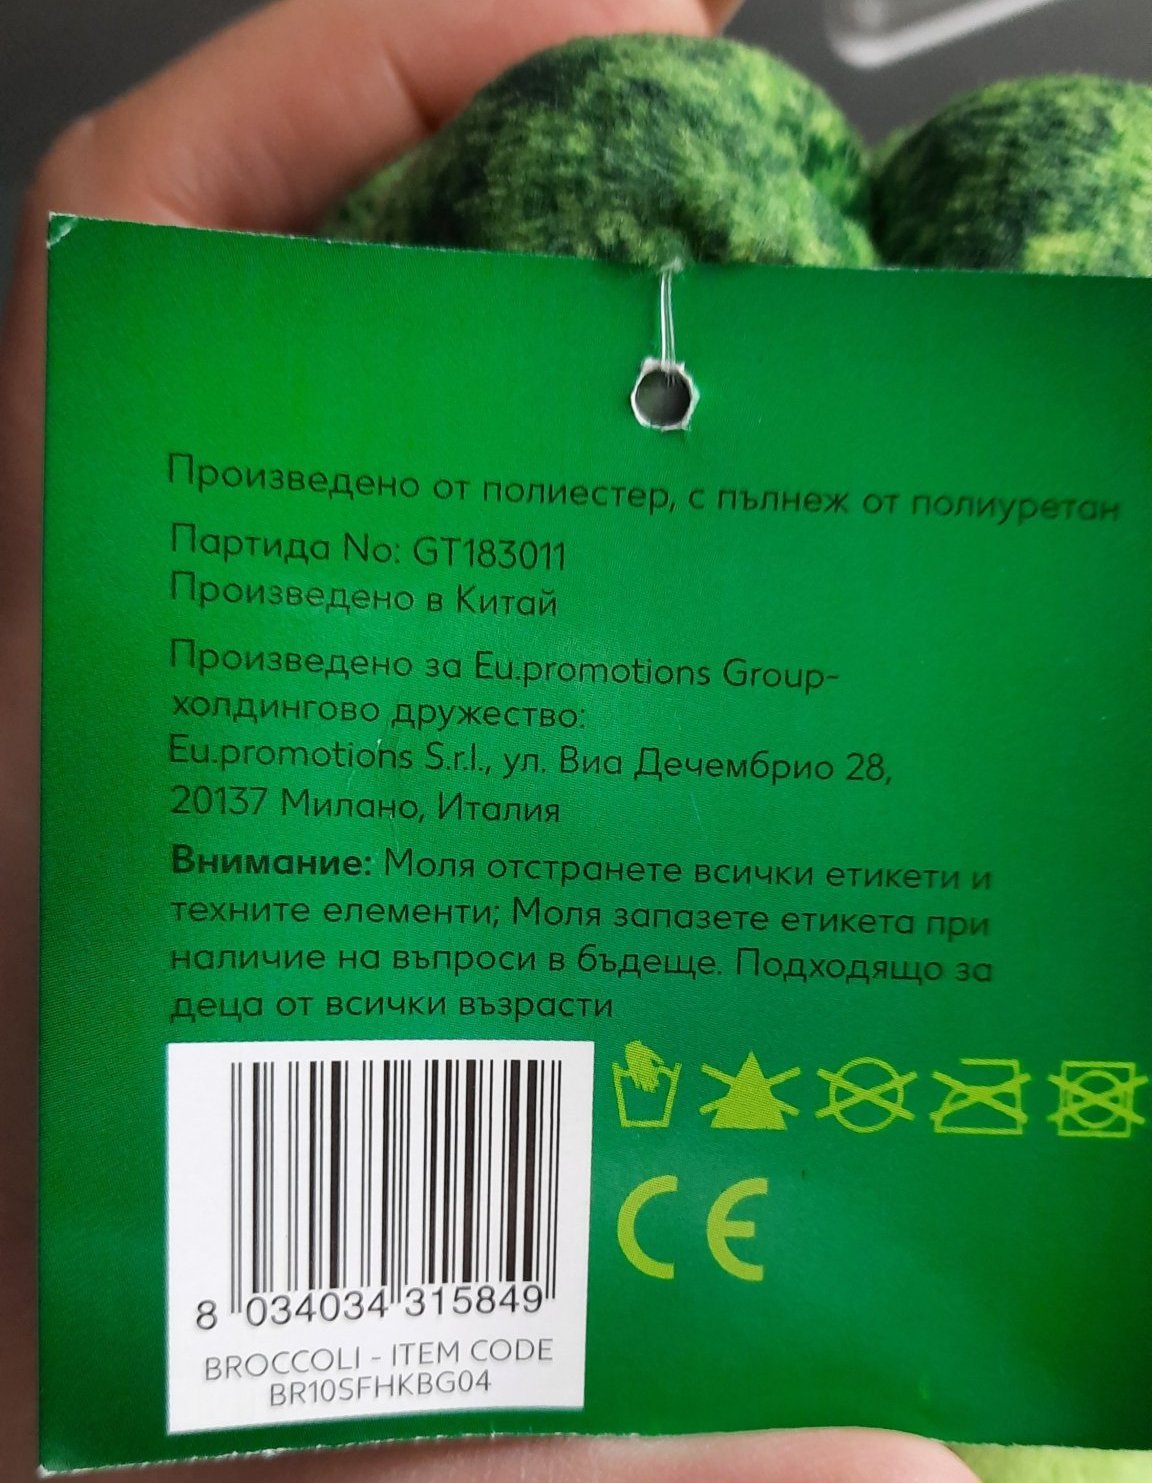 Произведено от полиестер, с пълнеж от полиуретан
Партида No: GT183011
Произведено в Китай
Произведено за Eu.promotions Group-
холдингово дружество:
Eu.promotions S.r.l., ул. Виа Дечембрио 28,
20137 Милано, Италия
Внимание: Моля отстранете всички етикети и
техните елементи; Моля запазете етикета при
наличие на въпроси в бъдеще. Подходящо за
деца от всички възрасти
8 034034 315849
BROCCOLI - ITEM CODE
BR10SFHKBG04
CE